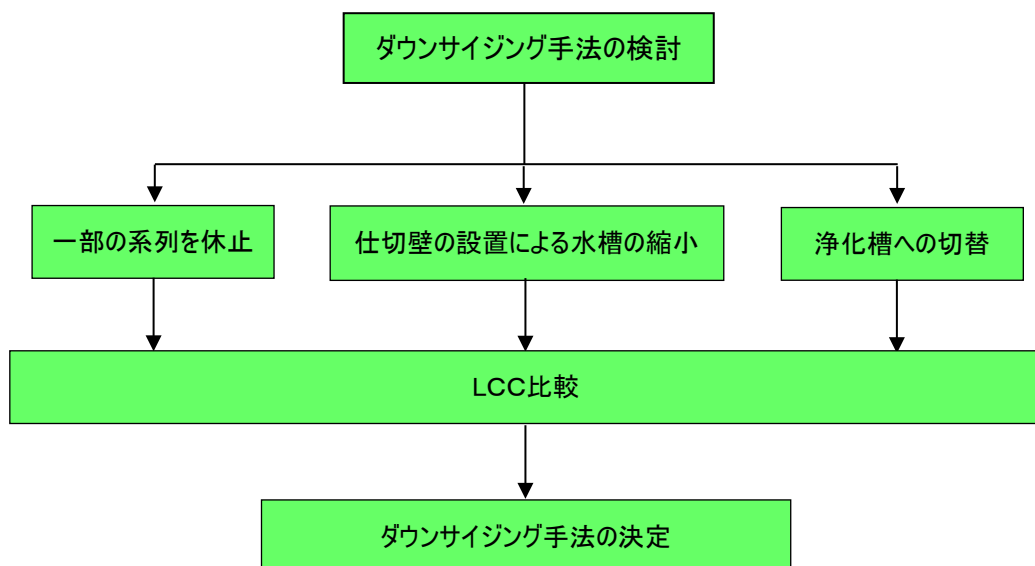 ダウンサイジング手法の検討
一部の系列を休止
仕切壁の設置による水槽の縮小
浄化槽への切替
LCC比較
ダウンサイジング手法の決定